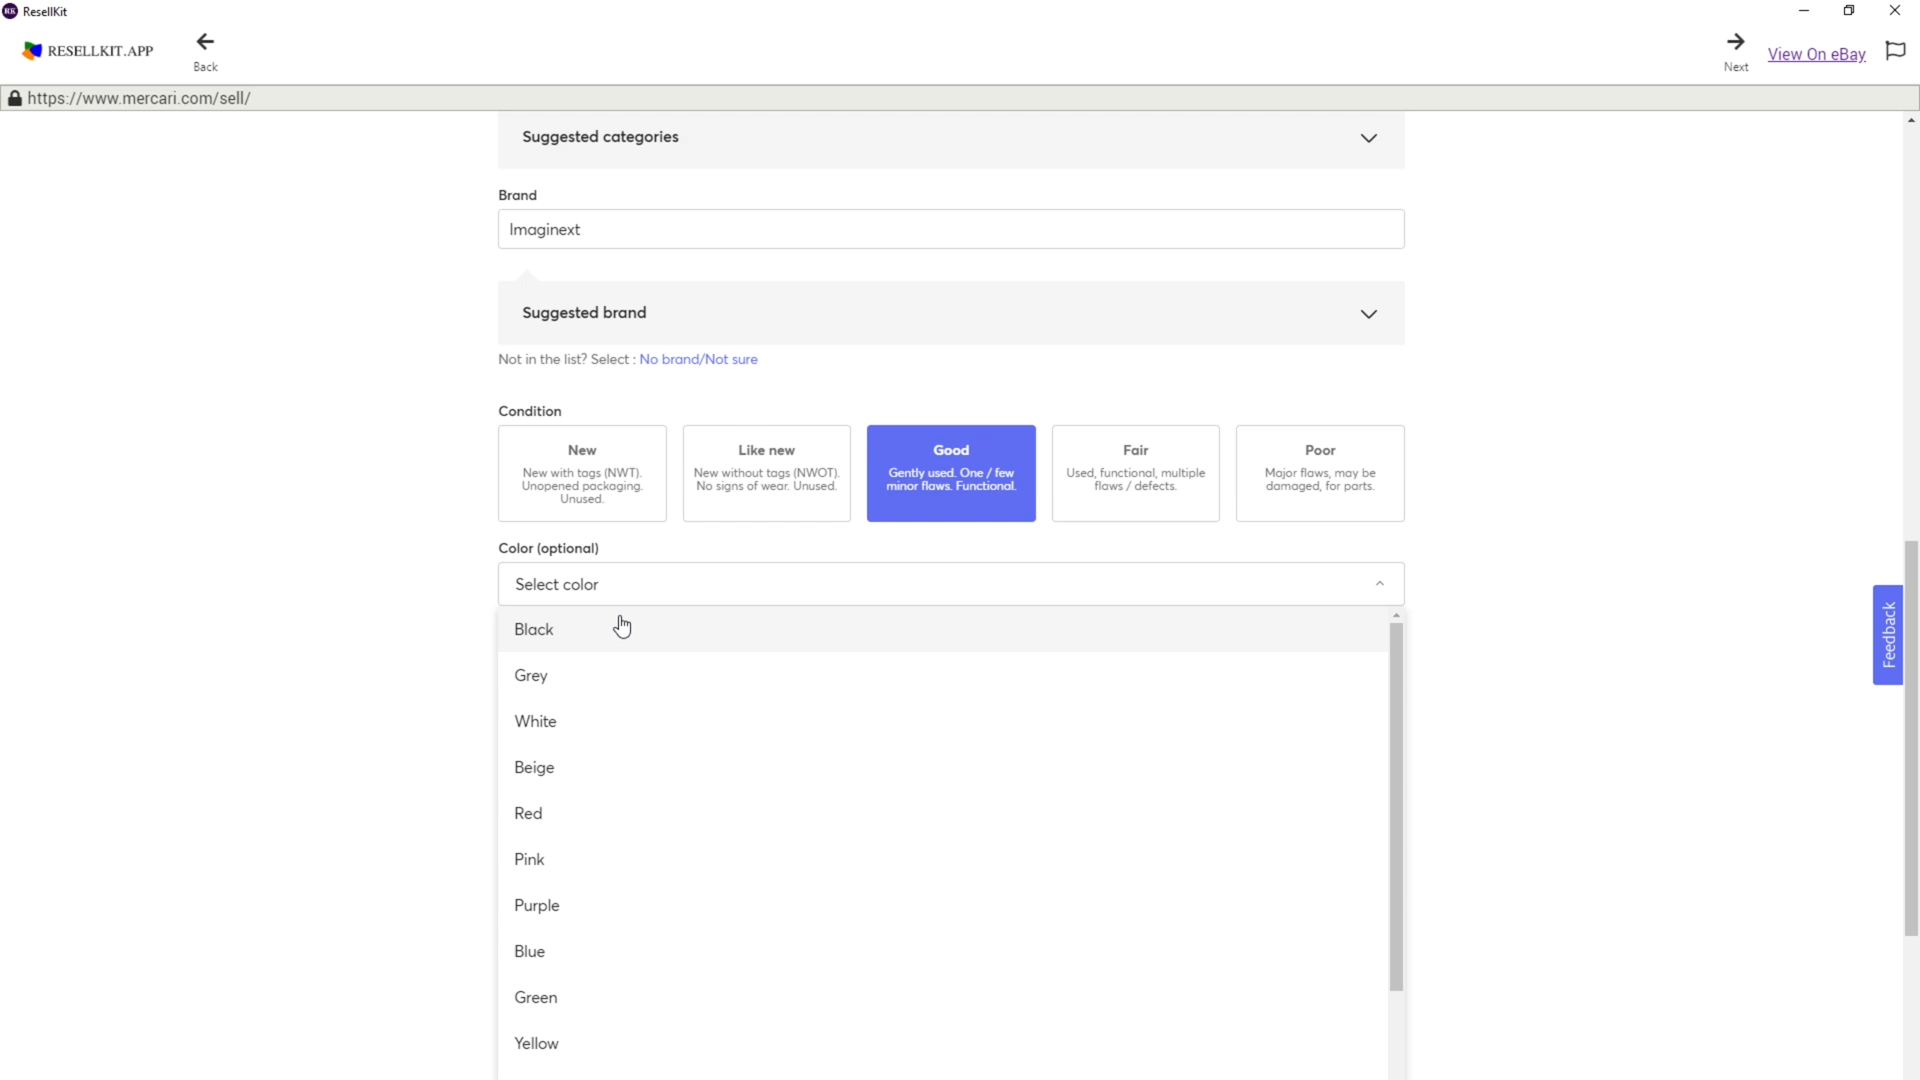 ResellKit
RESELLKIT.APP
Back
Next
View On eBay
https://www.mercari.com/sell/
Suggested categories
Brand
Imaginext
Suggested brand
Not in the list? Select : No brand/Not sure
Condition
New
New with tags (NWT).
Unopened packaging.
Unused.
Like new
New without tags (NWOT).
No signs of wear. Unused.
Good
Gently used. One / few
minor flaws. Functional.
Fair
Used, functional, multiple
flaws / defects.
Poor
Major flaws, may be
damaged, for parts.
Color (optional)
Select color
Black
Grey
White
Beige
Red
Pink
Purple
Blue
Green
Yellow
Feedback